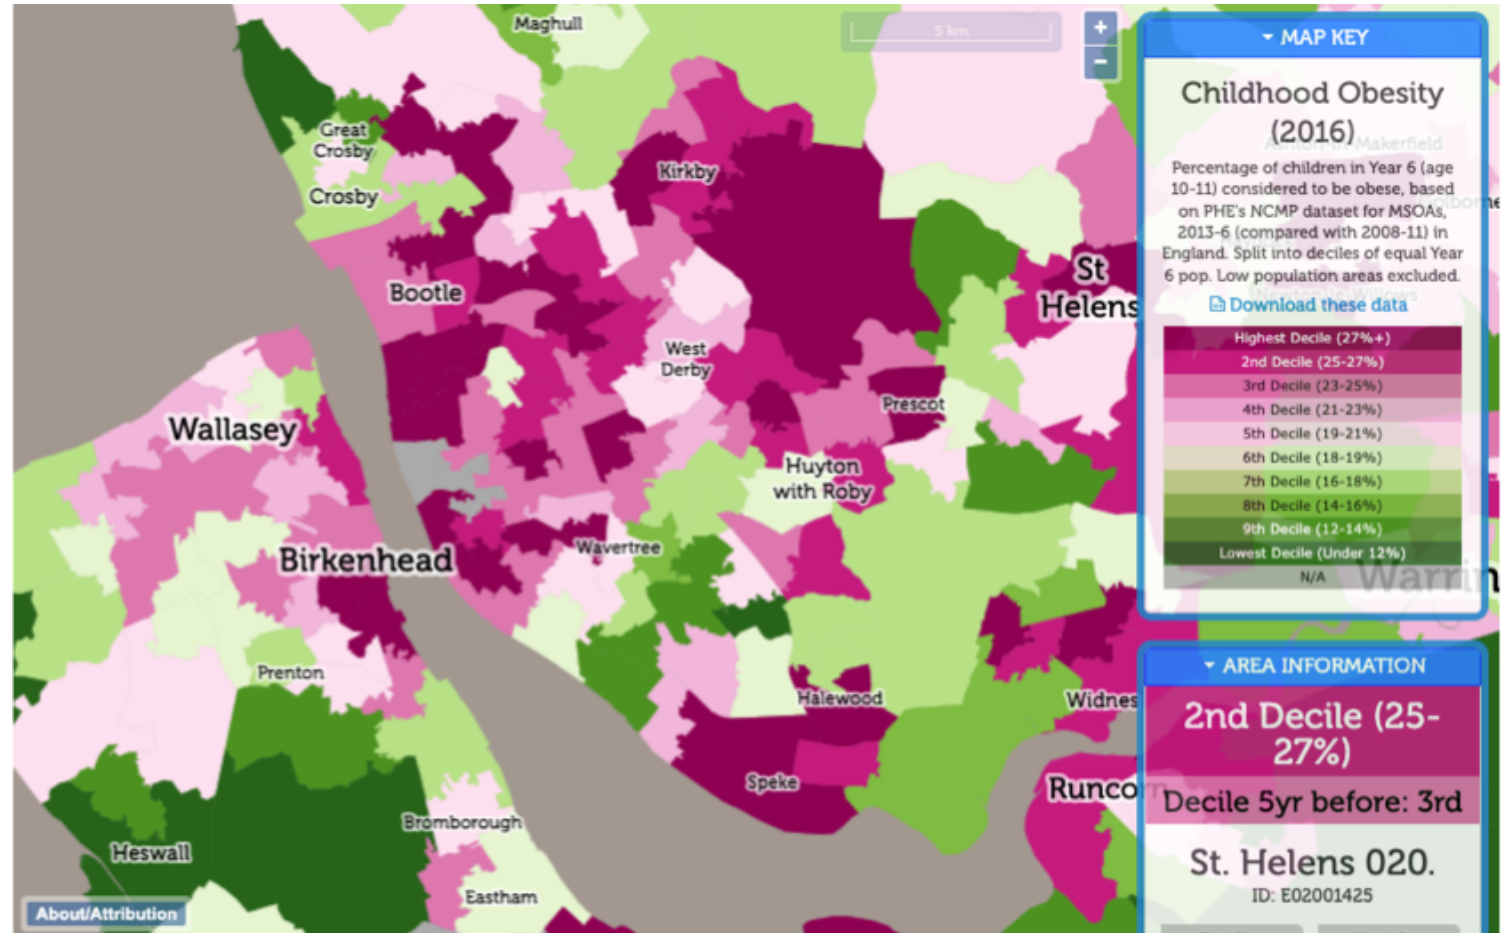 Maghull
5 km
+
−
Great
Crosby
Crosby
Kirkby
Bootle
St
Helens
West
Derby
Prescot
Wallasey
Huyton
with Roby
Birkenhead
Wavertree
Prenton
Halewood
Widnes
Speke
Runcorn
Bromborough
Heswall
Eastham
About/Attribution
MAP KEY
Childhood Obesity
(2016)
Percentage of children in Year 6 (age
10-11) considered to be obese, based
on PHE's NCMP dataset for MSOAs,
2013-6 (compared with 2008-11) in
England. Split into deciles of equal Year
6 pop. Low population areas excluded.
Download these data
Highest Decile (27%+)
2nd Decile (25-27%)
3rd Decile (23-25%)
4th Decile (21-23%)
5th Decile (19-21%)
6th Decile (18-19%)
7th Decile (16-18%)
8th Decile (14-16%)
9th Decile (12-14%)
Lowest Decile (Under 12%)
N/A
Warrin
AREA INFORMATION
2nd Decile (25-
27%)
Decile 5yr before: 3rd
St. Helens 020.
ID: E02001425